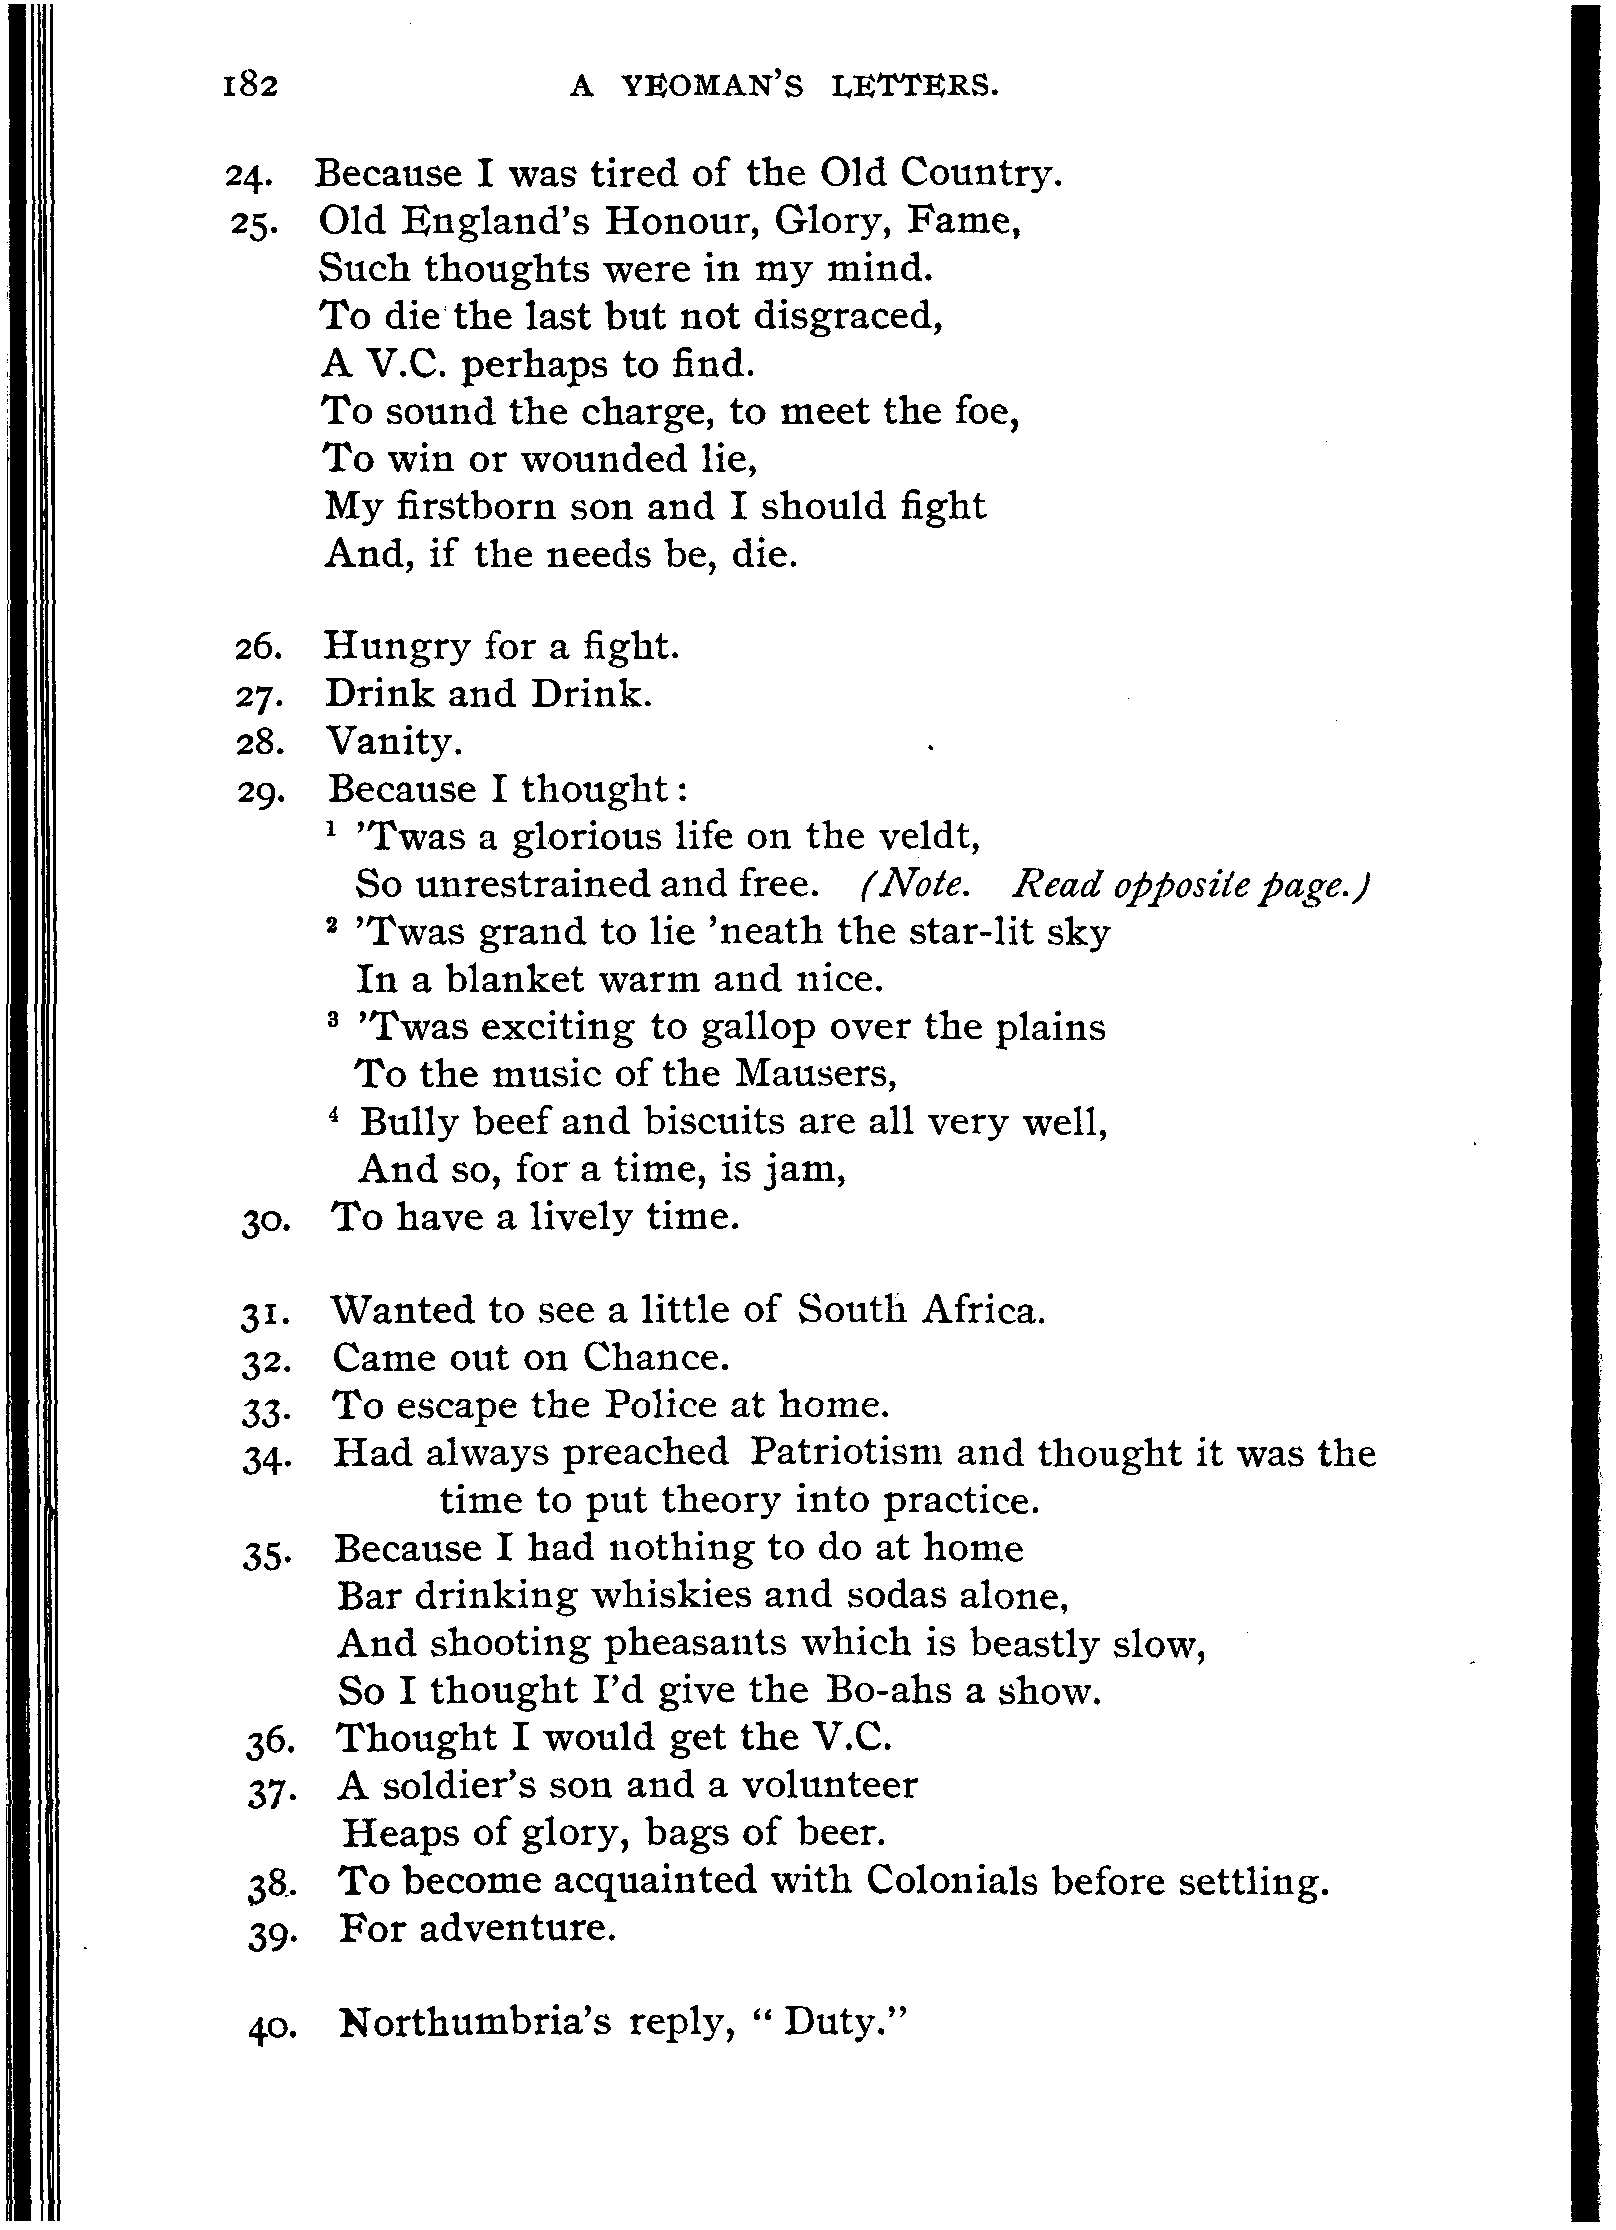 182 A YEOMAN'S LETTERS.
24. Because I was tired of the Old Country.
25. Old England's Honour, Glory, Fame,
Such thoughts were in my mind.
To die the last but not disgraced,
A V.C. perhaps to find.
To sound the charge, to meet the foe,
To win or wounded lie,
My firstborn son and I should fight
And, if the needs be, die.
26. Hungry for a fight.
27. Drink and Drink.
28. Vanity.
29. Because I thought :
¹ 'Twas a glorious life on the veldt,
So unrestrained and free. (Note. Read opposite page.)
² 'Twas grand to lie 'neath the star-lit sky
In a blanket warm and nice.
³ 'Twas exciting to gallop over the plains
To the music of the Mausers,
⁴ Bully beef and biscuits are all very well,
And so, for a time, is jam,
30. To have a lively time.
31. Wanted to see a little of South Africa.
32. Came out on Chance.
33. To escape the Police at home.
34. Had always preached Patriotism and thought it was the
time to put theory into practice.
35. Because I had nothing to do at home
Bar drinking whiskies and sodas alone,
And shooting pheasants which is beastly slow,
So I thought I'd give the Bo-ahs a show.
36. Thought I would get the V.C.
37. A soldier's son and a volunteer
Heaps of glory, bags of beer.
38. To become acquainted with Colonials before settling.
39. For adventure.
40. Northumbria's reply, " Duty."